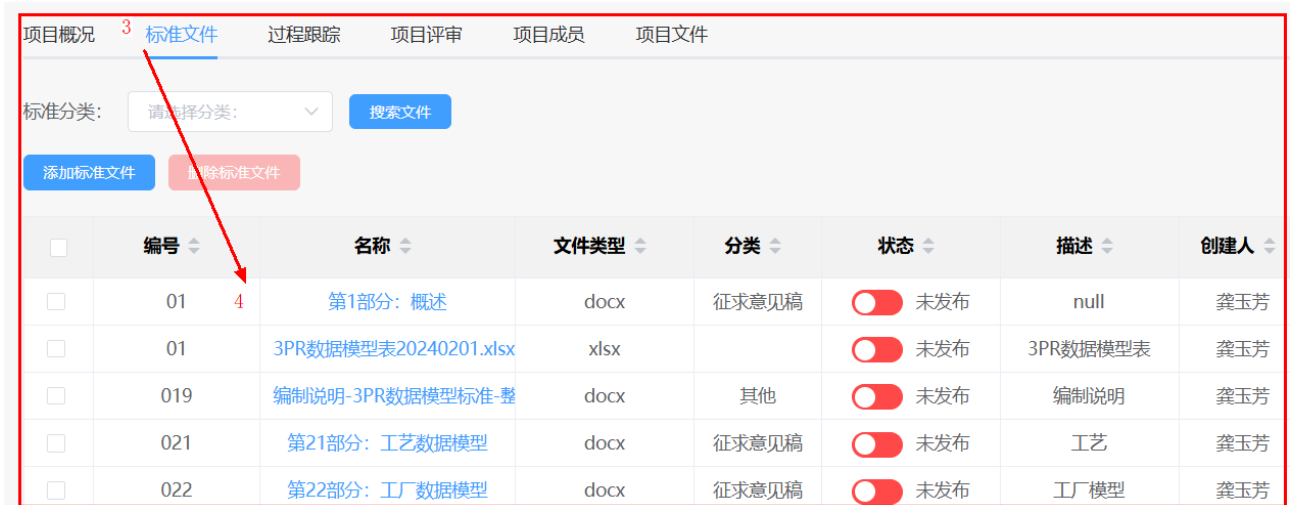 项目概况 3 标准文件 过程跟踪 项目评审 项目成员 项目文件
标准分类: 请选择分类: 搜索文件
添加标准文件 删除标准文件
编号 名称 文件类型 分类 状态 描述 创建人
01 4 第1部分：概述 docx 征求意见稿 未发布 null 龚玉芳
01 3PR数据模型表20240201.xlsx xlsx 未发布 3PR数据模型表 龚玉芳
019 编制说明-3PR数据模型标准-整 docx 其他 未发布 编制说明 龚玉芳
021 第21部分：工艺数据模型 docx 征求意见稿 未发布 工艺 龚玉芳
022 第22部分：工厂数据模型 docx 征求意见稿 未发布 工厂模型 龚玉芳